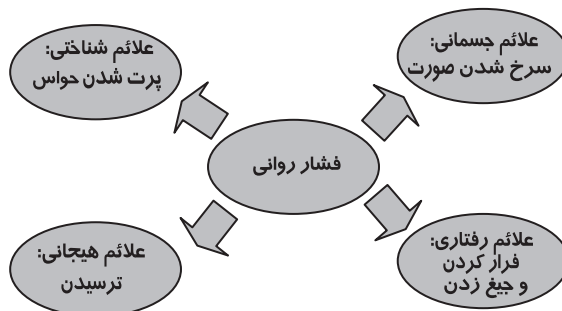 علائم جسمانی:
سرخ شدن صورت
علائم شناختی:
پرت شدن حواس
فشار روانی
علائم رفتاری:
فرار کردن
و جیغ زدن
علائم هیجانی:
ترسیدن